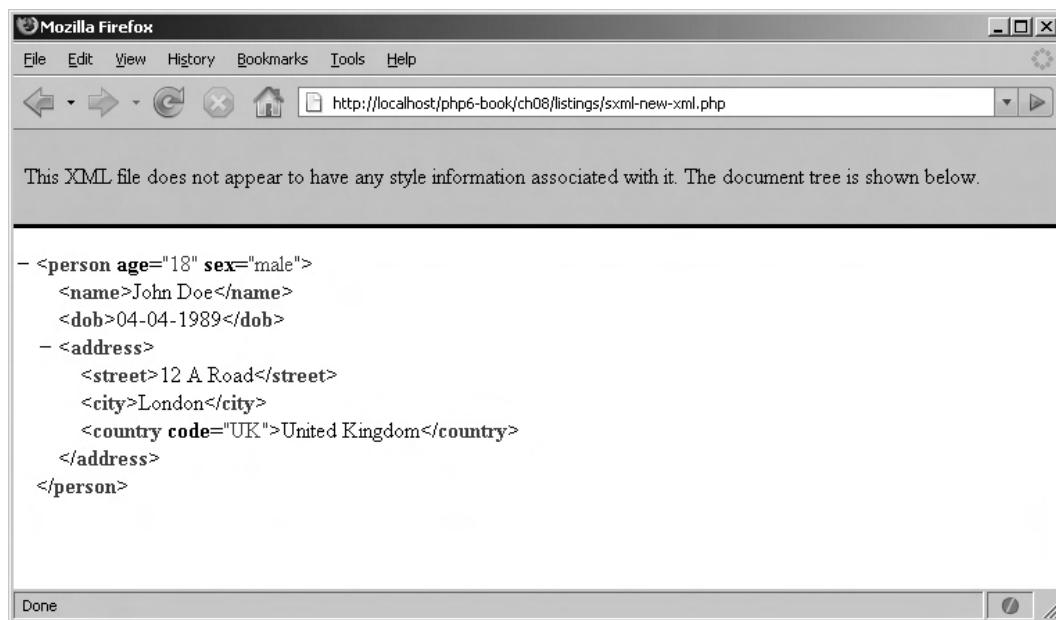 Mozilla Firefox
File Edit View History Bookmarks Tools Help
http://localhost/php6-book/ch08/listings/sxml-new-xml.php
This XML file does not appear to have any style information associated with it. The document tree is shown below.
− <person age="18" sex="male">
<name>John Doe</name>
<dob>04-04-1989</dob>
− <address>
<street>12 A Road</street>
<city>London</city>
<country code="UK">United Kingdom</country>
</address>
</person>
Done